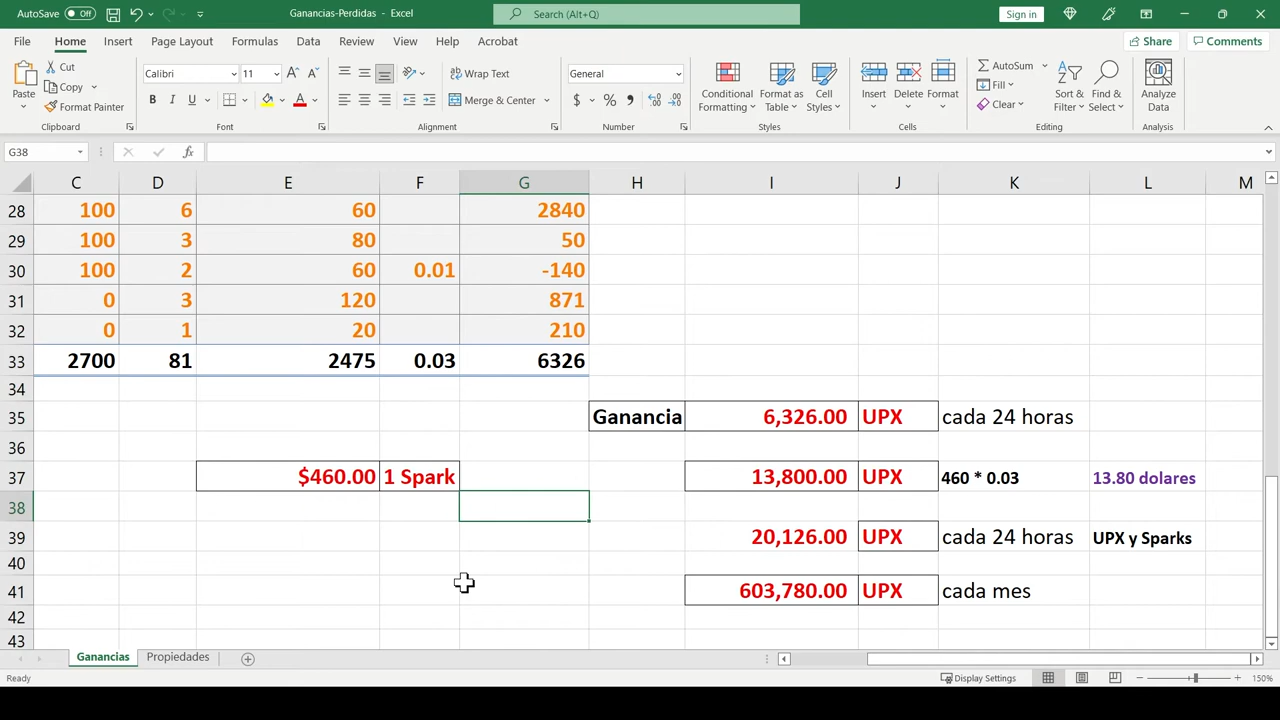 AutoSave Off Ganancias-Perdidas - Excel Search (Alt+Q) Sign in
File Home Insert Page Layout Formulas Data Review View Help Acrobat Share Comments
Paste Cut Copy Format Painter Clipboard
Calibri 11 B I U Font
Wrap Text Merge & Center Alignment
General $ % , Number
Conditional Formatting Format as Table Cell Styles Styles
Insert Delete Format Cells
AutoSum Fill Clear Sort & Filter Find & Select Editing
Analyze Data Analysis
G38 fx
C D E F G H I J K L M
28 100 6 60 2840
29 100 3 80 50
30 100 2 60 0.01 -140
31 0 3 120 871
32 0 1 20 210
33 2700 81 2475 0.03 6326
34
35 Ganancia 6,326.00 UPX cada 24 horas
36
37 $460.00 1 Spark 13,800.00 UPX 460 * 0.03 13.80 dolares
38
39 20,126.00 UPX cada 24 horas UPX y Sparks
40
41 603,780.00 UPX cada mes
42
43
Ganancias Propiedades
Ready Display Settings 150%